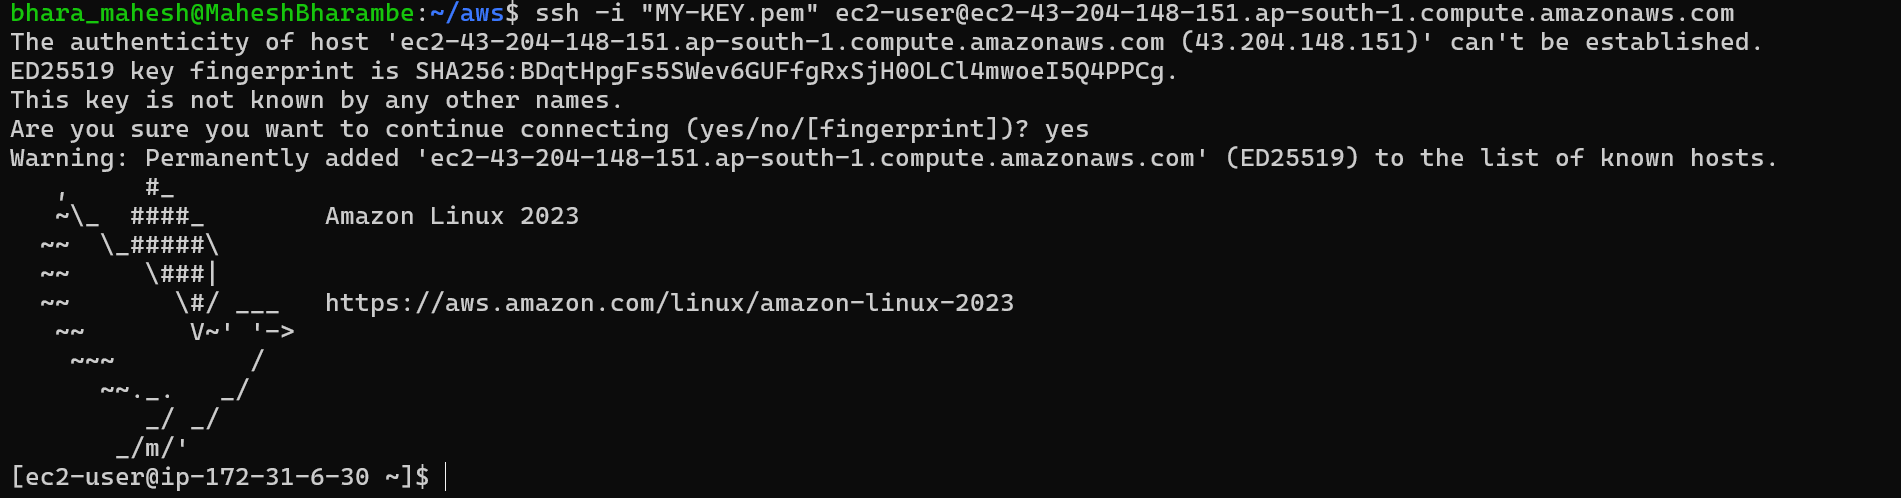 bhara_mahesh@MaheshBharambe:~/aws$ ssh -i "MY-KEY.pem" ec2-user@ec2-43-204-148-151.ap-south-1.compute.amazonaws.com
The authenticity of host 'ec2-43-204-148-151.ap-south-1.compute.amazonaws.com (43.204.148.151)' can't be established.
ED25519 key fingerprint is SHA256:BDqtHpgFs5SWev6GUFfgRxSjH0OLCl4mwoeI5Q4PPCg.
This key is not known by any other names.
Are you sure you want to continue connecting (yes/no/[fingerprint])? yes
Warning: Permanently added 'ec2-43-204-148-151.ap-south-1.compute.amazonaws.com' (ED25519) to the list of known hosts.
   ,     #_
   ~\_  ####_        Amazon Linux 2023
  ~~  \_#####\
  ~~     \###|
  ~~       \#/ ___   https://aws.amazon.com/linux/amazon-linux-2023
   ~~       V~' '->
    ~~~         /
      ~~._.   _/
         _/ _/
       _/m/'
[ec2-user@ip-172-31-6-30 ~]$